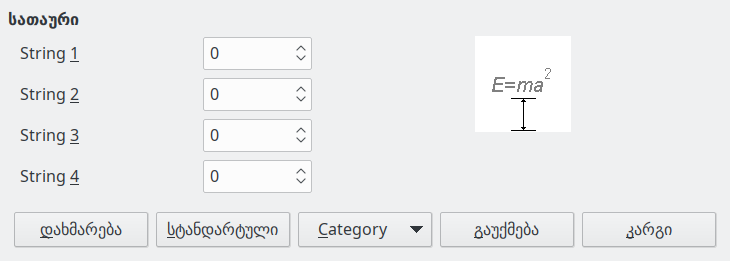 სათაური
String 1 0
String 2 0
E=ma²
String 3 0
String 4 0
დახმარება სტანდარტული Category გაუქმება კარგი